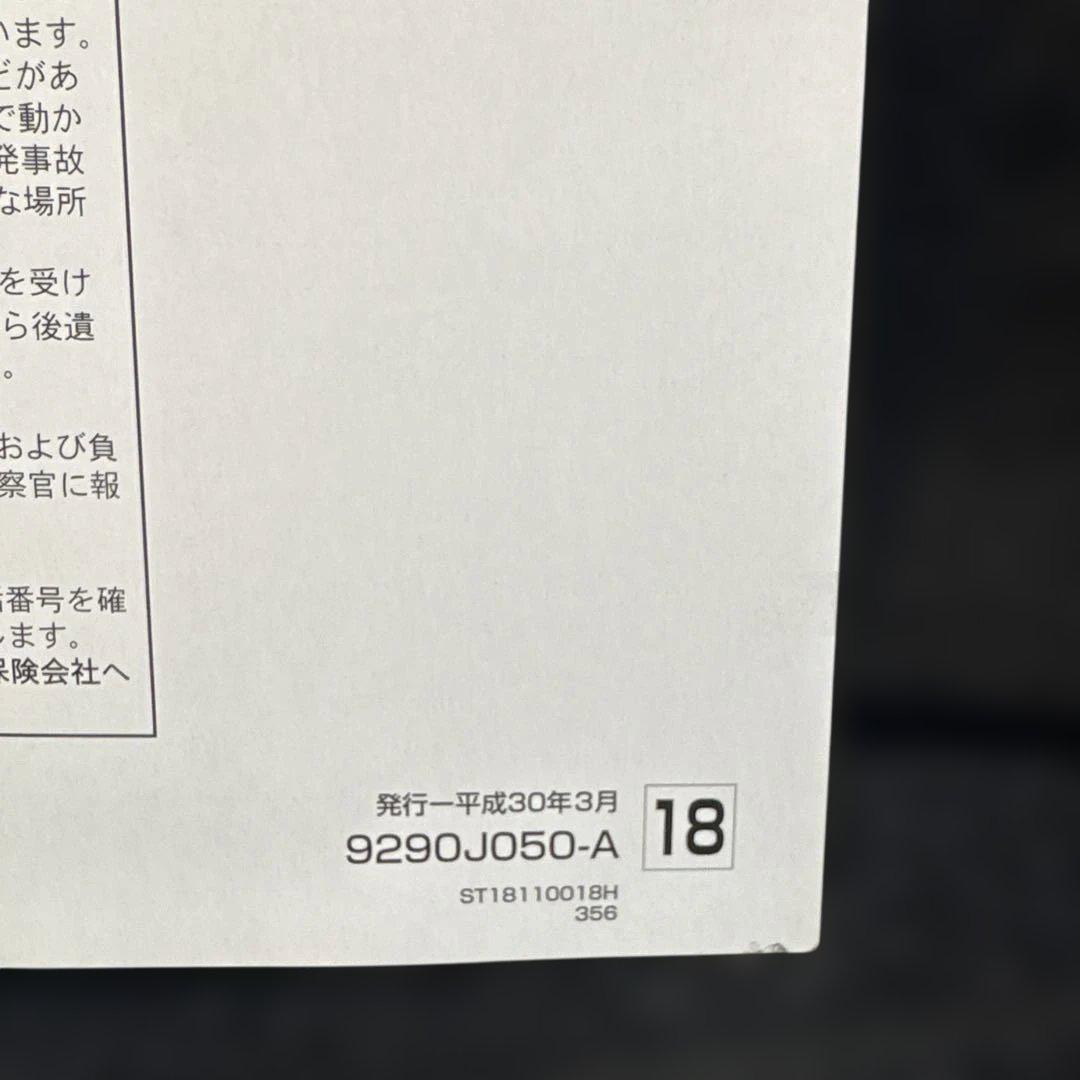 います。
どがあ
で動か
発事故
な場所
を受け
ら後遺
。
および負
察官に報
番号を確
します。
保険会社へ
発行ー平成30年3月
9290J050-A
18
ST18110018H
356